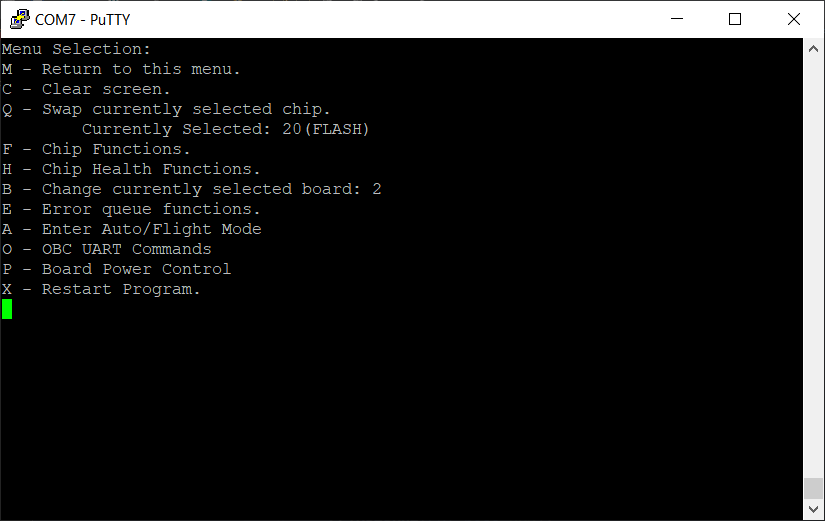 COM7 - PuTTY
Menu Selection:
M - Return to this menu.
C - Clear screen.
Q - Swap currently selected chip.
Currently Selected: 20(FLASH)
F - Chip Functions.
H - Chip Health Functions.
B - Change currently selected board: 2
E - Error queue functions.
A - Enter Auto/Flight Mode
O - OBC UART Commands
P - Board Power Control
X - Restart Program.